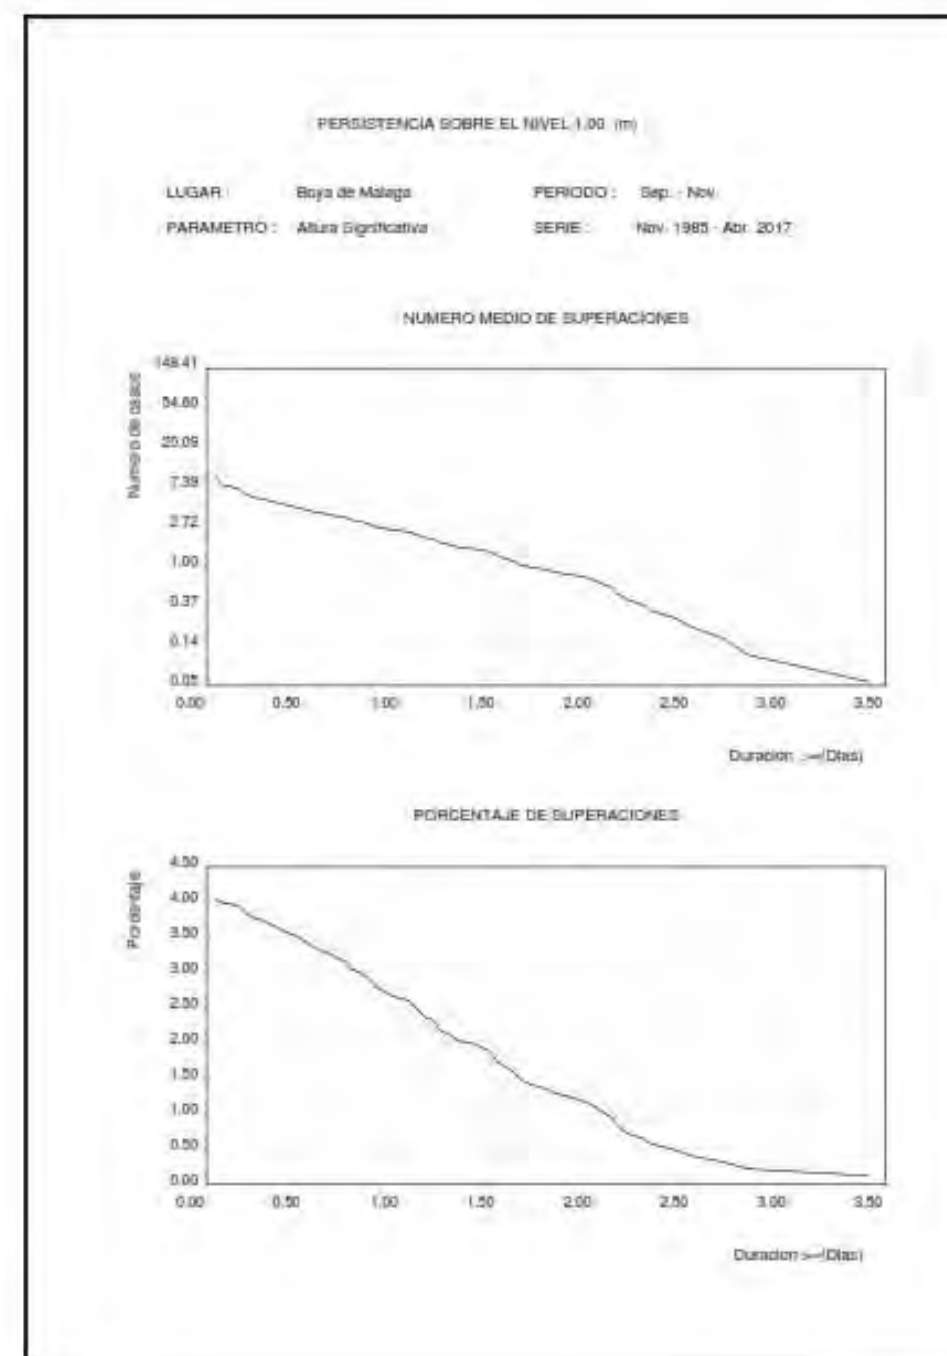 PERSISTENCIA SOBRE EL NIVEL 1.00 (m)
LUGAR : Boya de Malaga PERIODO : Sep. - Nov.
PARAMETRO : Altura Significativa SERIE : Nov. 1985 - Abr. 2017
NUMERO MEDIO DE SUPERACIONES
Numero de casos
148.41
54.60
20.09
7.39
2.72
1.00
0.37
0.14
0.05
0.00 0.50 1.00 1.50 2.00 2.50 3.00 3.50
Duracion >=(Dias)
PORCENTAJE DE SUPERACIONES
Porcentaje
4.50
4.00
3.50
3.00
2.50
2.00
1.50
1.00
0.50
0.00
0.00 0.50 1.00 1.50 2.00 2.50 3.00 3.50
Duracion >=(Dias)